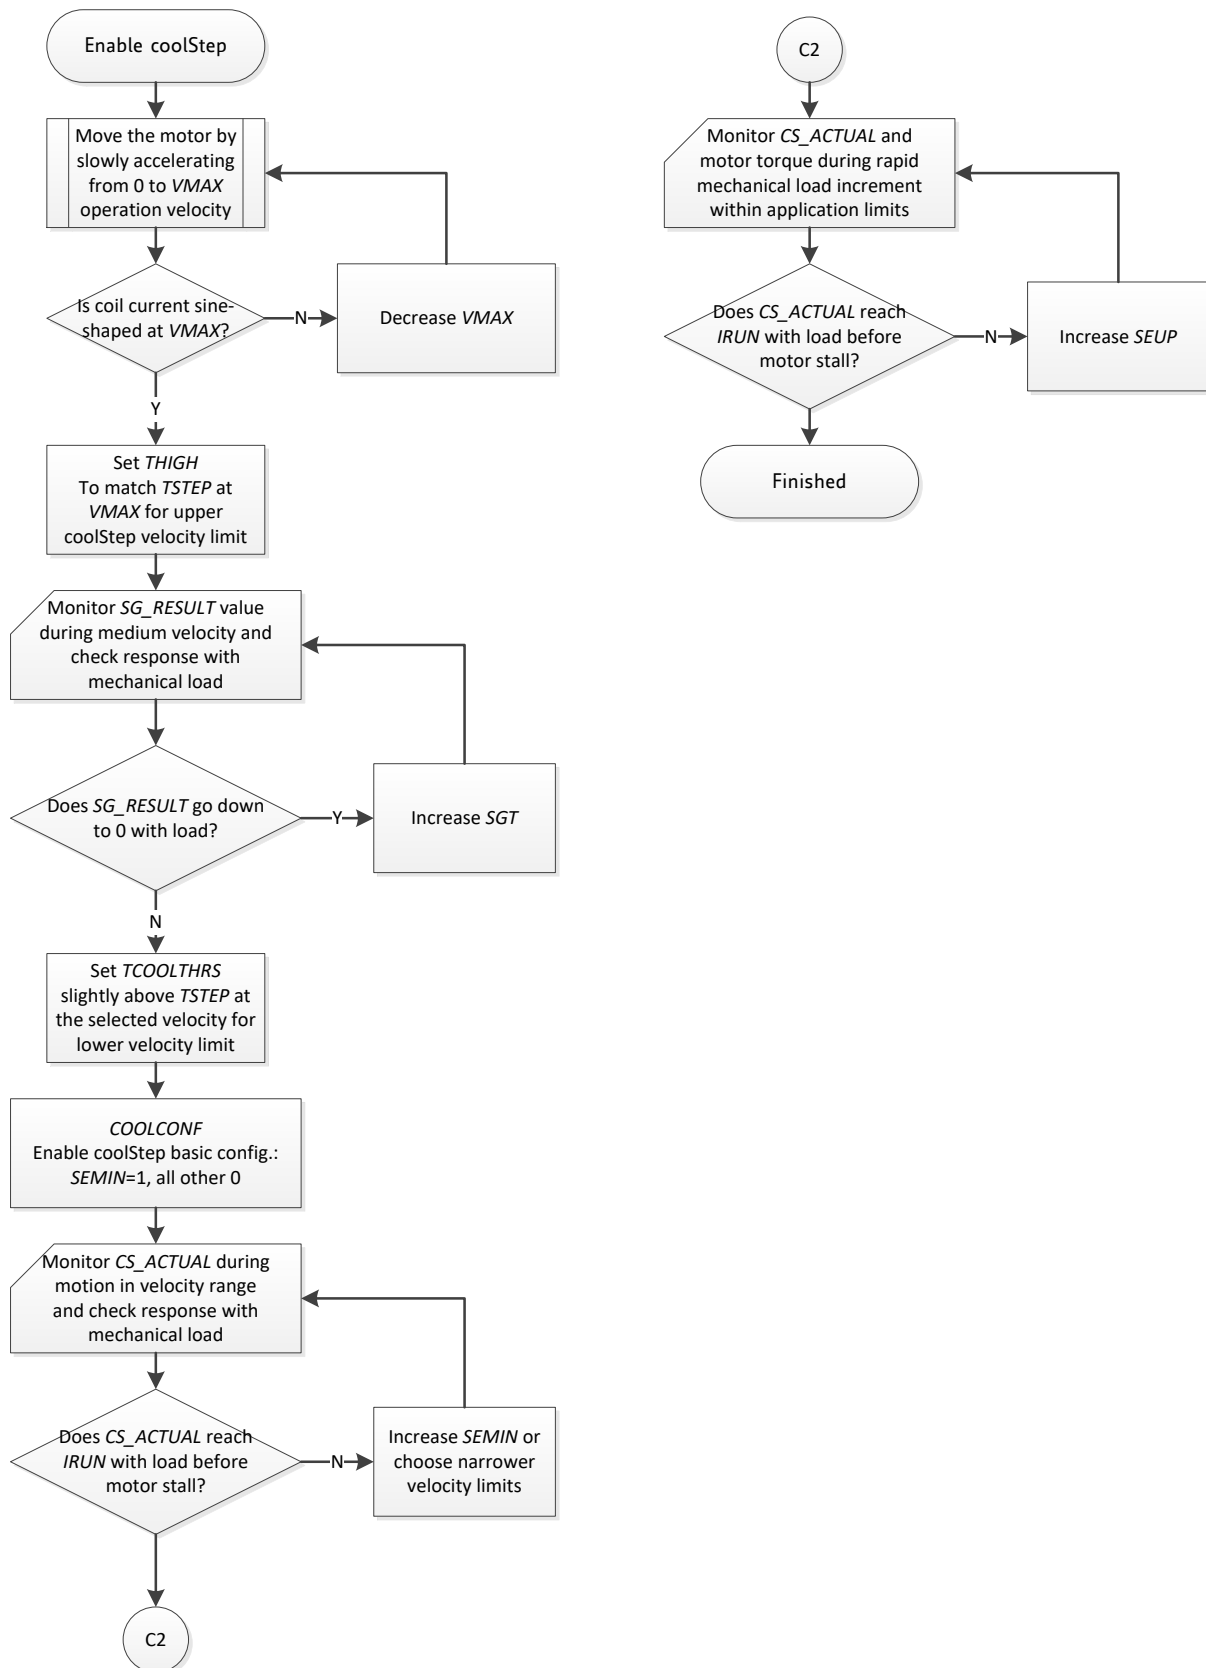 Enable coolStep
Move the motor by
slowly accelerating
from 0 to VMAX
operation velocity
Is coil current sine-
shaped at VMAX?
N
Decrease VMAX
Y
Set THIGH
To match TSTEP at
VMAX for upper
coolStep velocity limit
Monitor SG_RESULT value
during medium velocity and
check response with
mechanical load
Does SG_RESULT go down
to 0 with load?
Y
Increase SGT
N
Set TCOOLTHRS
slightly above TSTEP at
the selected velocity for
lower velocity limit
COOLCONF
Enable coolStep basic config.:
SEMIN=1, all other 0
Monitor CS_ACTUAL during
motion in velocity range
and check response with
mechanical load
Does CS_ACTUAL reach
IRUN with load before
motor stall?
N
Increase SEMIN or
choose narrower
velocity limits
C2
C2
Monitor CS_ACTUAL and
motor torque during rapid
mechanical load increment
within application limits
Does CS_ACTUAL reach
IRUN with load before
motor stall?
N
Increase SEUP
Finished